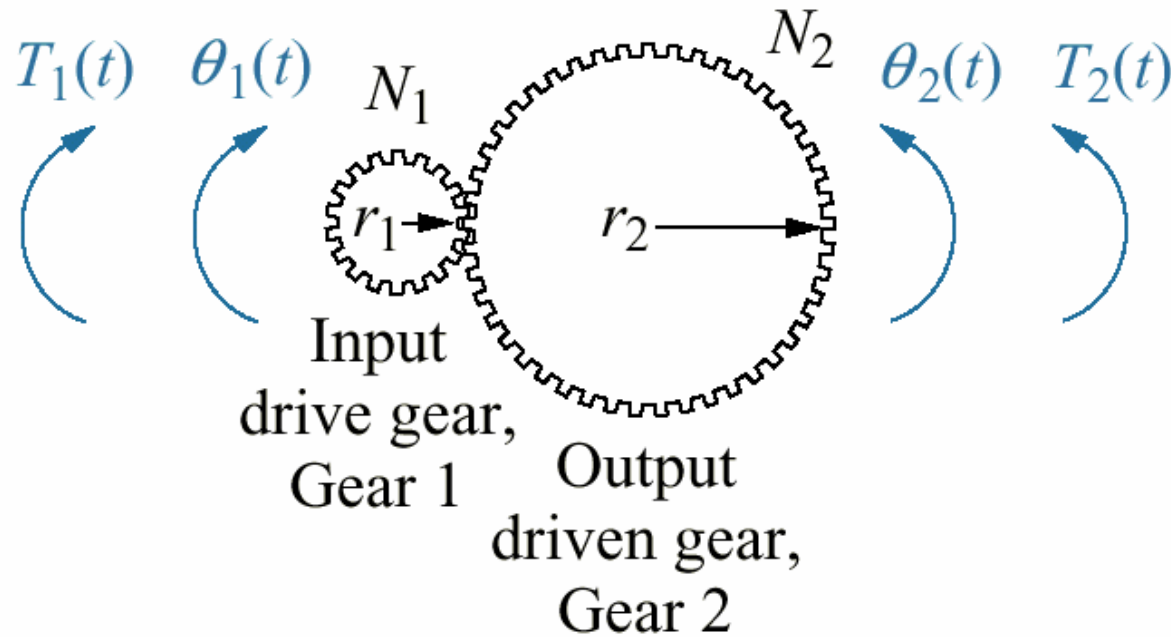 T₁(t) θ₁(t) N₁ N₂ θ₂(t) T₂(t)
r₁ r₂
Input
drive gear,
Gear 1
Output
driven gear,
Gear 2